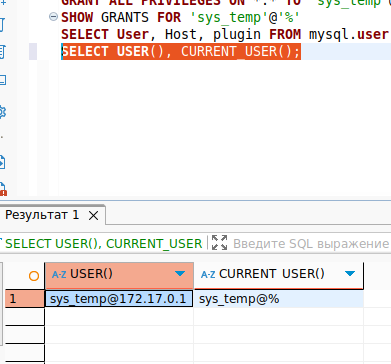 GRANT ALL PRIVILEGES ON *.* TO 'sys_temp'@
SHOW GRANTS FOR 'sys_temp'@'%'
SELECT User, Host, plugin FROM mysql.user
SELECT USER(), CURRENT_USER();
Результат 1
SELECT USER(), CURRENT_USER
Введите SQL выражение
A-Z USER()
A-Z CURRENT_USER()
1 sys_temp@172.17.0.1 sys_temp@%